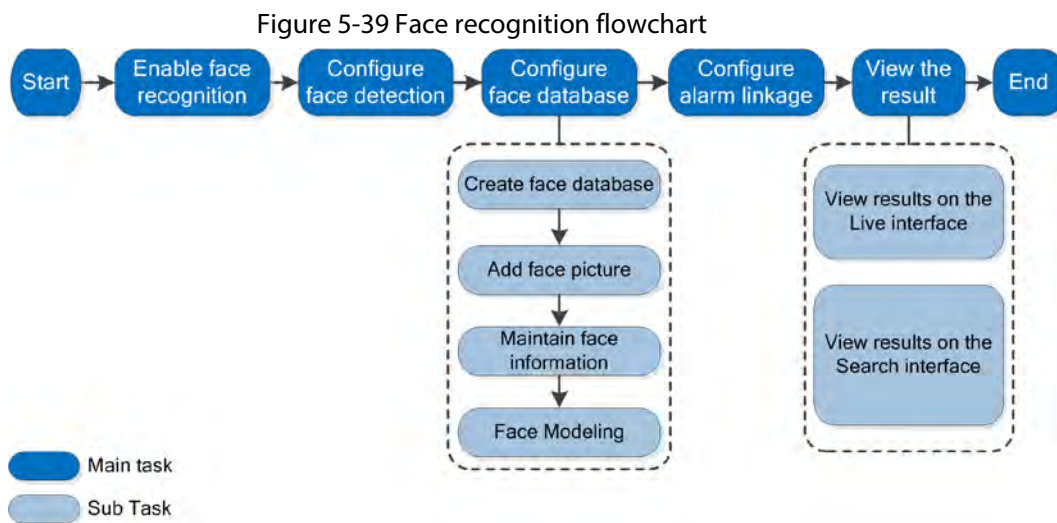 Figure 5-39 Face recognition flowchart
Start
Enable face
recognition
Configure
face detection
Configure
face database
Configure
alarm linkage
View the
result
End
Create face database
Add face picture
Maintain face
information
Face Modeling
View results on the
Live interface
View results on the
Search interface
Main task
Sub Task